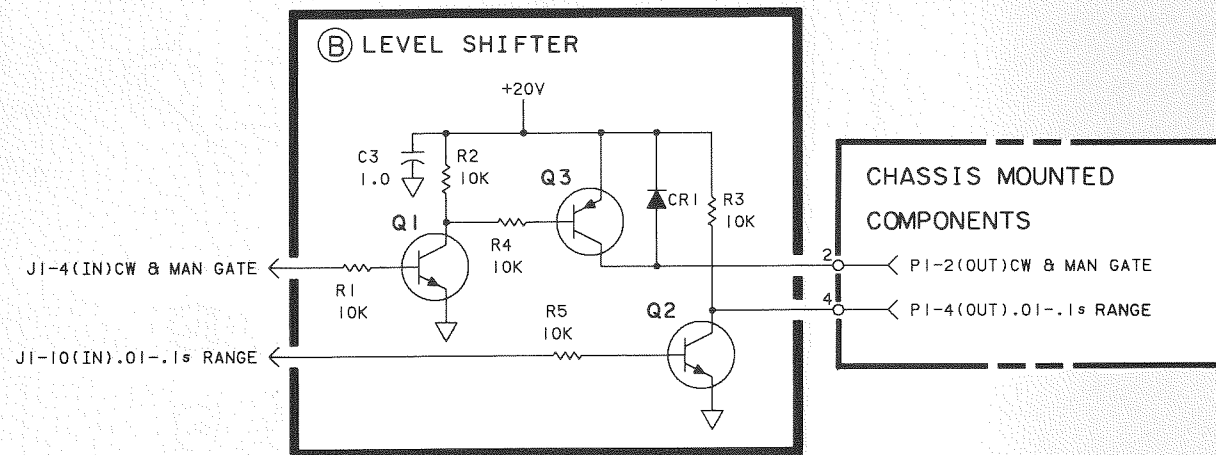 B LEVEL SHIFTER
+20V
C3
1.0
R2
10K
Q3
CR1
R3
10K
Q1
R4
10K
J1-4(IN)CW & MAN GATE
R1
10K
R5
10K
Q2
J1-10(IN).01-.1s RANGE
CHASSIS MOUNTED
COMPONENTS
2
P1-2(OUT)CW & MAN GATE
4
P1-4(OUT).01-.1s RANGE